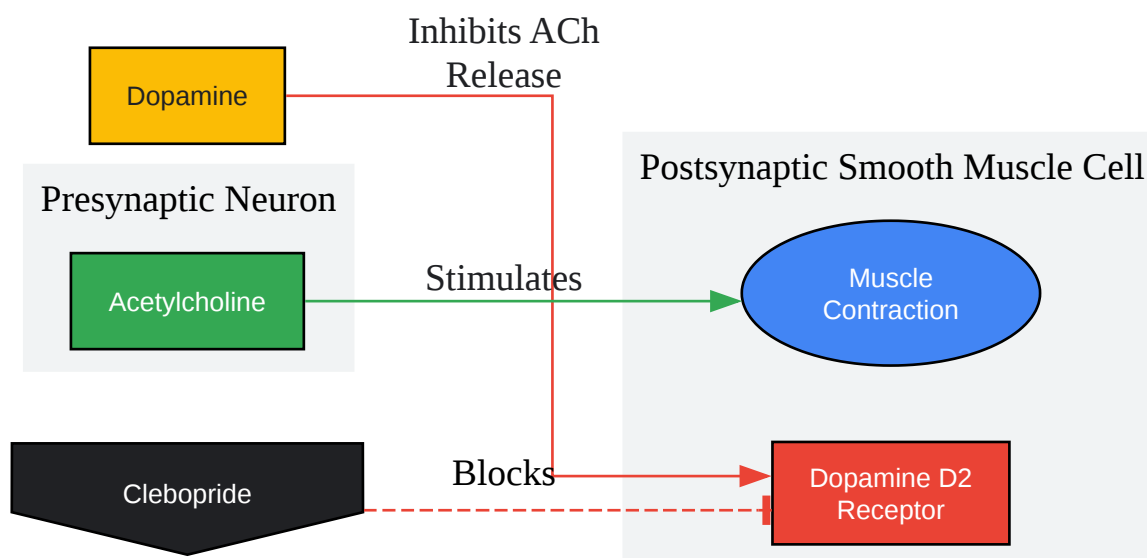 Inhibits ACh
Release
Dopamine
Presynaptic Neuron
Postsynaptic Smooth Muscle Cell
Acetylcholine
Stimulates
Muscle
Contraction
Clebopride
Blocks
Dopamine D2
Receptor